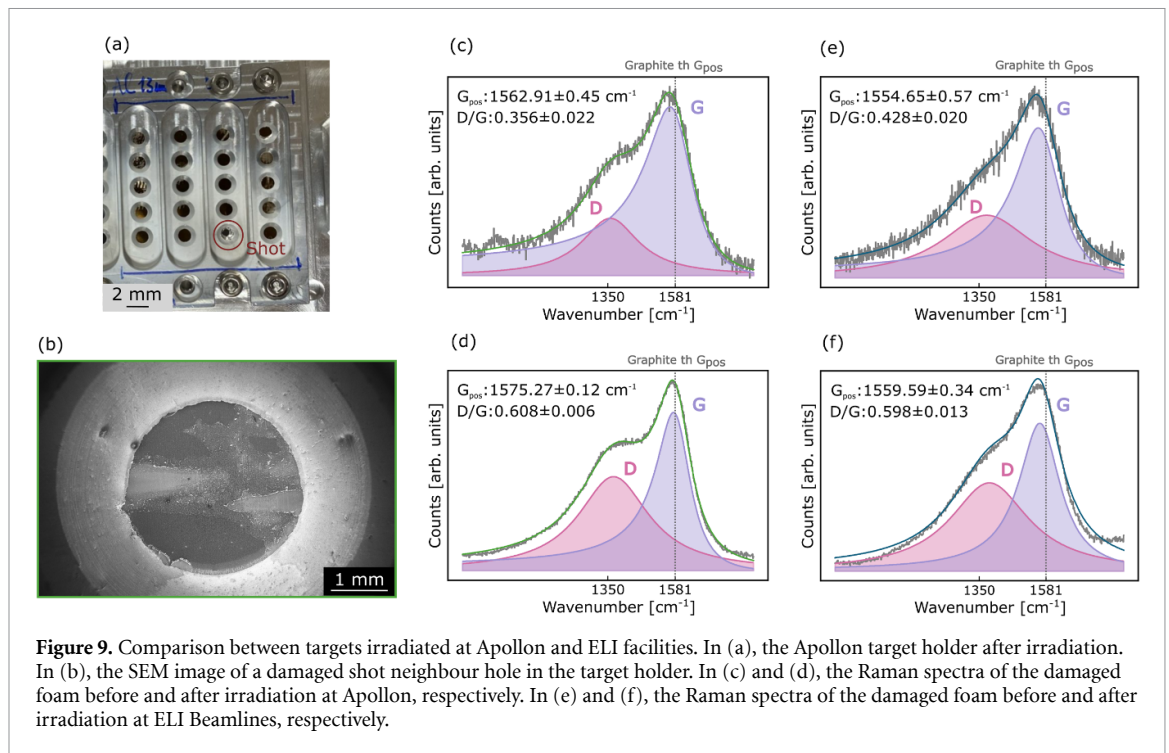 (a)
AC 13
Shot
2 mm
(b)
1 mm
(c)
Graphite th Gpos
Gpos:1562.91±0.45 cm⁻¹
D/G:0.356±0.022
G
D
Counts [arb. units]
1350 1581
Wavenumber [cm⁻¹]
(d)
Graphite th Gpos
Gpos:1575.27±0.12 cm⁻¹
D/G:0.608±0.006
G
D
Counts [arb. units]
1350 1581
Wavenumber [cm⁻¹]
(e)
Graphite th Gpos
Gpos:1554.65±0.57 cm⁻¹
D/G:0.428±0.020
G
D
Counts [arb. units]
1350 1581
Wavenumber [cm⁻¹]
(f)
Graphite th Gpos
Gpos:1559.59±0.34 cm⁻¹
D/G:0.598±0.013
G
D
Counts [arb. units]
1350 1581
Wavenumber [cm⁻¹]
Figure 9. Comparison between targets irradiated at Apollon and ELI facilities. In (a), the Apollon target holder after irradiation.
In (b), the SEM image of a damaged shot neighbour hole in the target holder. In (c) and (d), the Raman spectra of the damaged
foam before and after irradiation at Apollon, respectively. In (e) and (f), the Raman spectra of the damaged foam before and after
irradiation at ELI Beamlines, respectively.